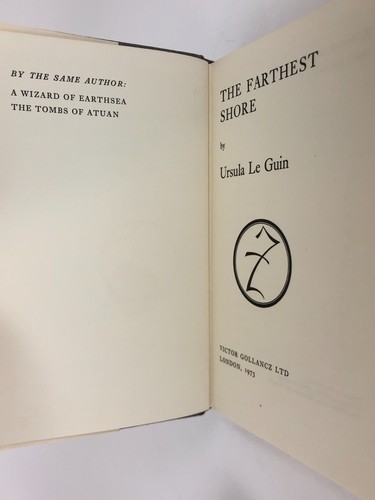 BY THE SAME AUTHOR:
A WIZARD OF EARTHSEA
THE TOMBS OF ATUAN
THE FARTHEST
SHORE
by
Ursula Le Guin
VICTOR GOLLANCZ LTD
LONDON, 1973